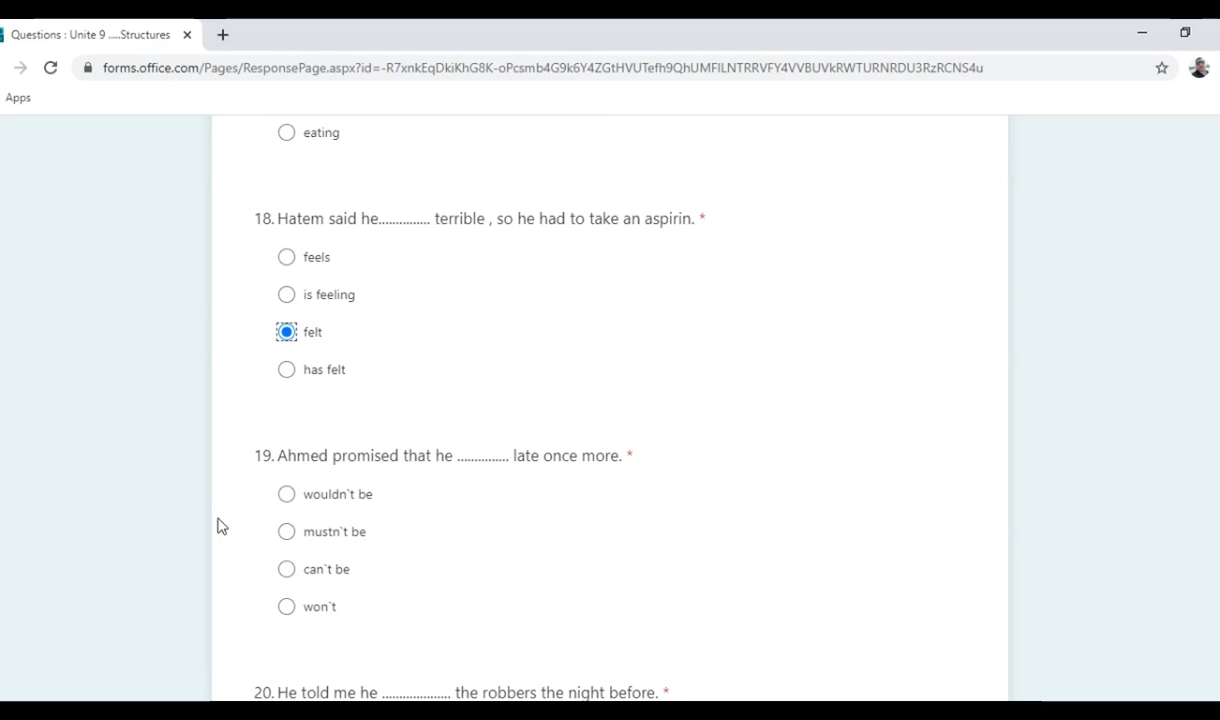 Questions : Unite 9 .....Structures
forms.office.com/Pages/ResponsePage.aspx?id=-R7xnkEqDkiKhG8K-oPcsmb4G9k6Y4ZGtHVUTefh9QhUMFlLNTRRVFY4VVBUVkRWTURNRDU3RzRCNS4u
Apps
eating
18. Hatem said he............... terrible , so he had to take an aspirin. *
feels
is feeling
felt
has felt
19. Ahmed promised that he ............... late once more. *
wouldn`t be
mustn`t be
can`t be
won`t
20. He told me he .................... the robbers the night before. *